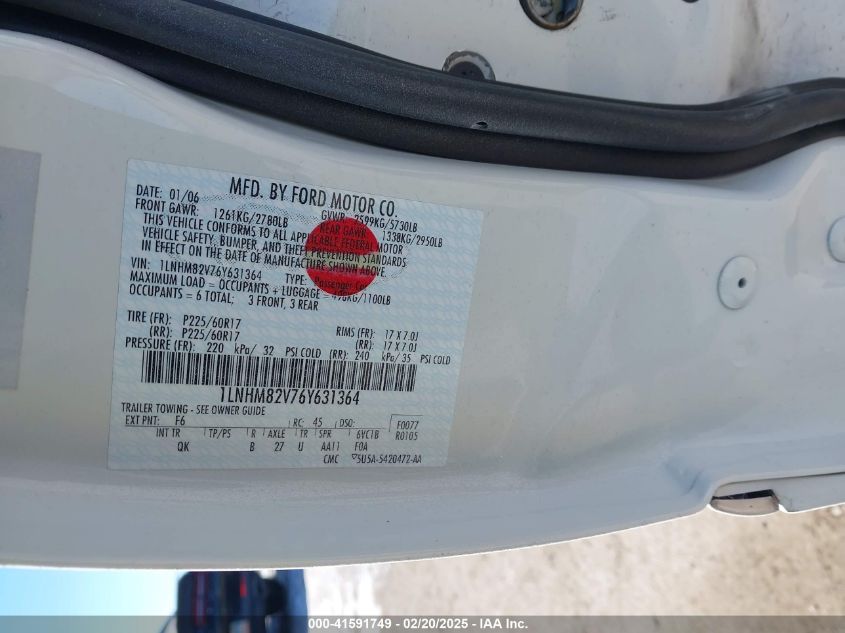 MFD. BY FORD MOTOR CO.
DATE: 01/06 GVWR: 2599KG/5730LB
FRONT GAWR: 1261KG/2780LB REAR GAWR: 1338KG/2950LB
THIS VEHICLE CONFORMS TO ALL APPLICABLE FEDERAL MOTOR
VEHICLE SAFETY, BUMPER, AND THEFT PREVENTION STANDARDS
IN EFFECT ON THE DATE OF MANUFACTURE SHOWN ABOVE.
VIN: 1LNHM82V76Y631364 TYPE: Passenger Car
MAXIMUM LOAD = OCCUPANTS + LUGGAGE = 498KG/1100LB
OCCUPANTS = 6 TOTAL; 3 FRONT, 3 REAR
TIRE (FR): P225/60R17 RIMS (FR): 17 X 7.0J
(RR): P225/60R17 (RR): 17 X 7.0J
PRESSURE (FR): 220 kPa/ 32 PSI COLD (RR): 240 kPa/ 35 PSI COLD
1LNHM82V76Y631364
TRAILER TOWING - SEE OWNER GUIDE
EXT PNT: F6 RC: 45 DSO: F0077
INT TR TP/PS R AXLE TR SPR 6YC1B R0105
QK B 27 U AA11 F0A
CMC 5U5A-5420472-AA
000-41591749 - 02/20/2025 - IAA Inc.